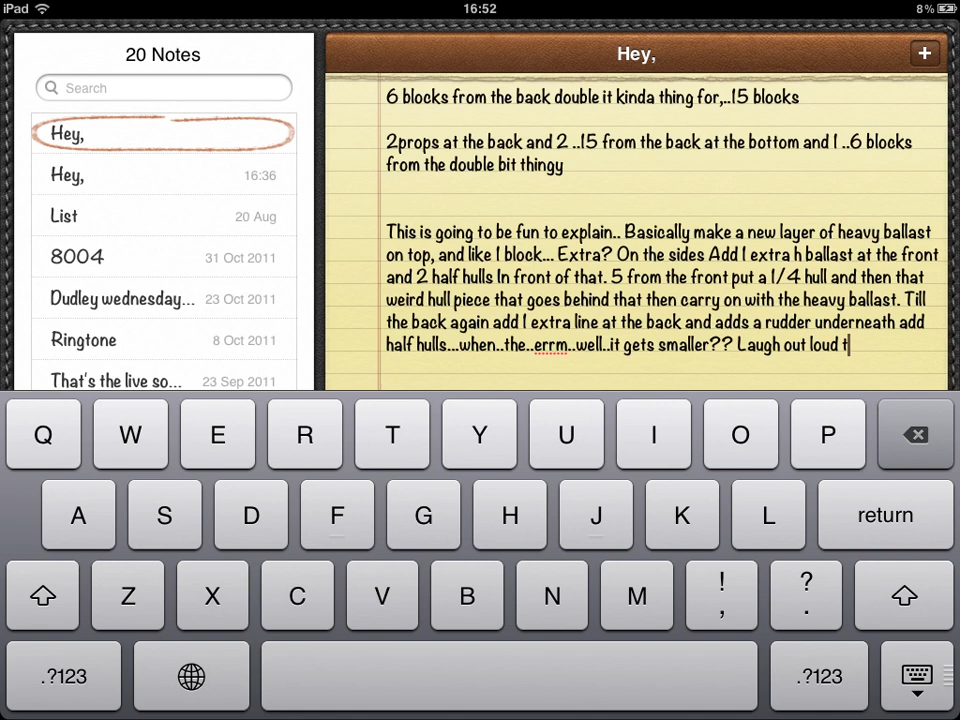 iPad 16:52 8%
20 Notes
Search
Hey,
Hey, 16:36
List 20 Aug
8004 31 Oct 2011
Dudley wednesday... 23 Oct 2011
Ringtone 8 Oct 2011
That's the live so... 23 Sep 2011
Hey, +
6 blocks from the back double it kinda thing for,..15 blocks
2props at the back and 2 ..15 from the back at the bottom and 1 ..6 blocks
from the double bit thingy
This is going to be fun to explain.. Basically make a new layer of heavy ballast
on top, and like 1 block... Extra? On the sides Add 1 extra h ballast at the front
and 2 half hulls In front of that. 5 from the front put a 1/4 hull and then that
weird hull piece that goes behind that then carry on with the heavy ballast. Till
the back again add 1 extra line at the back and adds a rudder underneath add
half hulls...when..the..errm..well..it gets smaller?? Laugh out loud t
Q W E R T Y U I O P
A S D F G H J K L return
Z X C V B N M ! , ? .
.?123 .?123